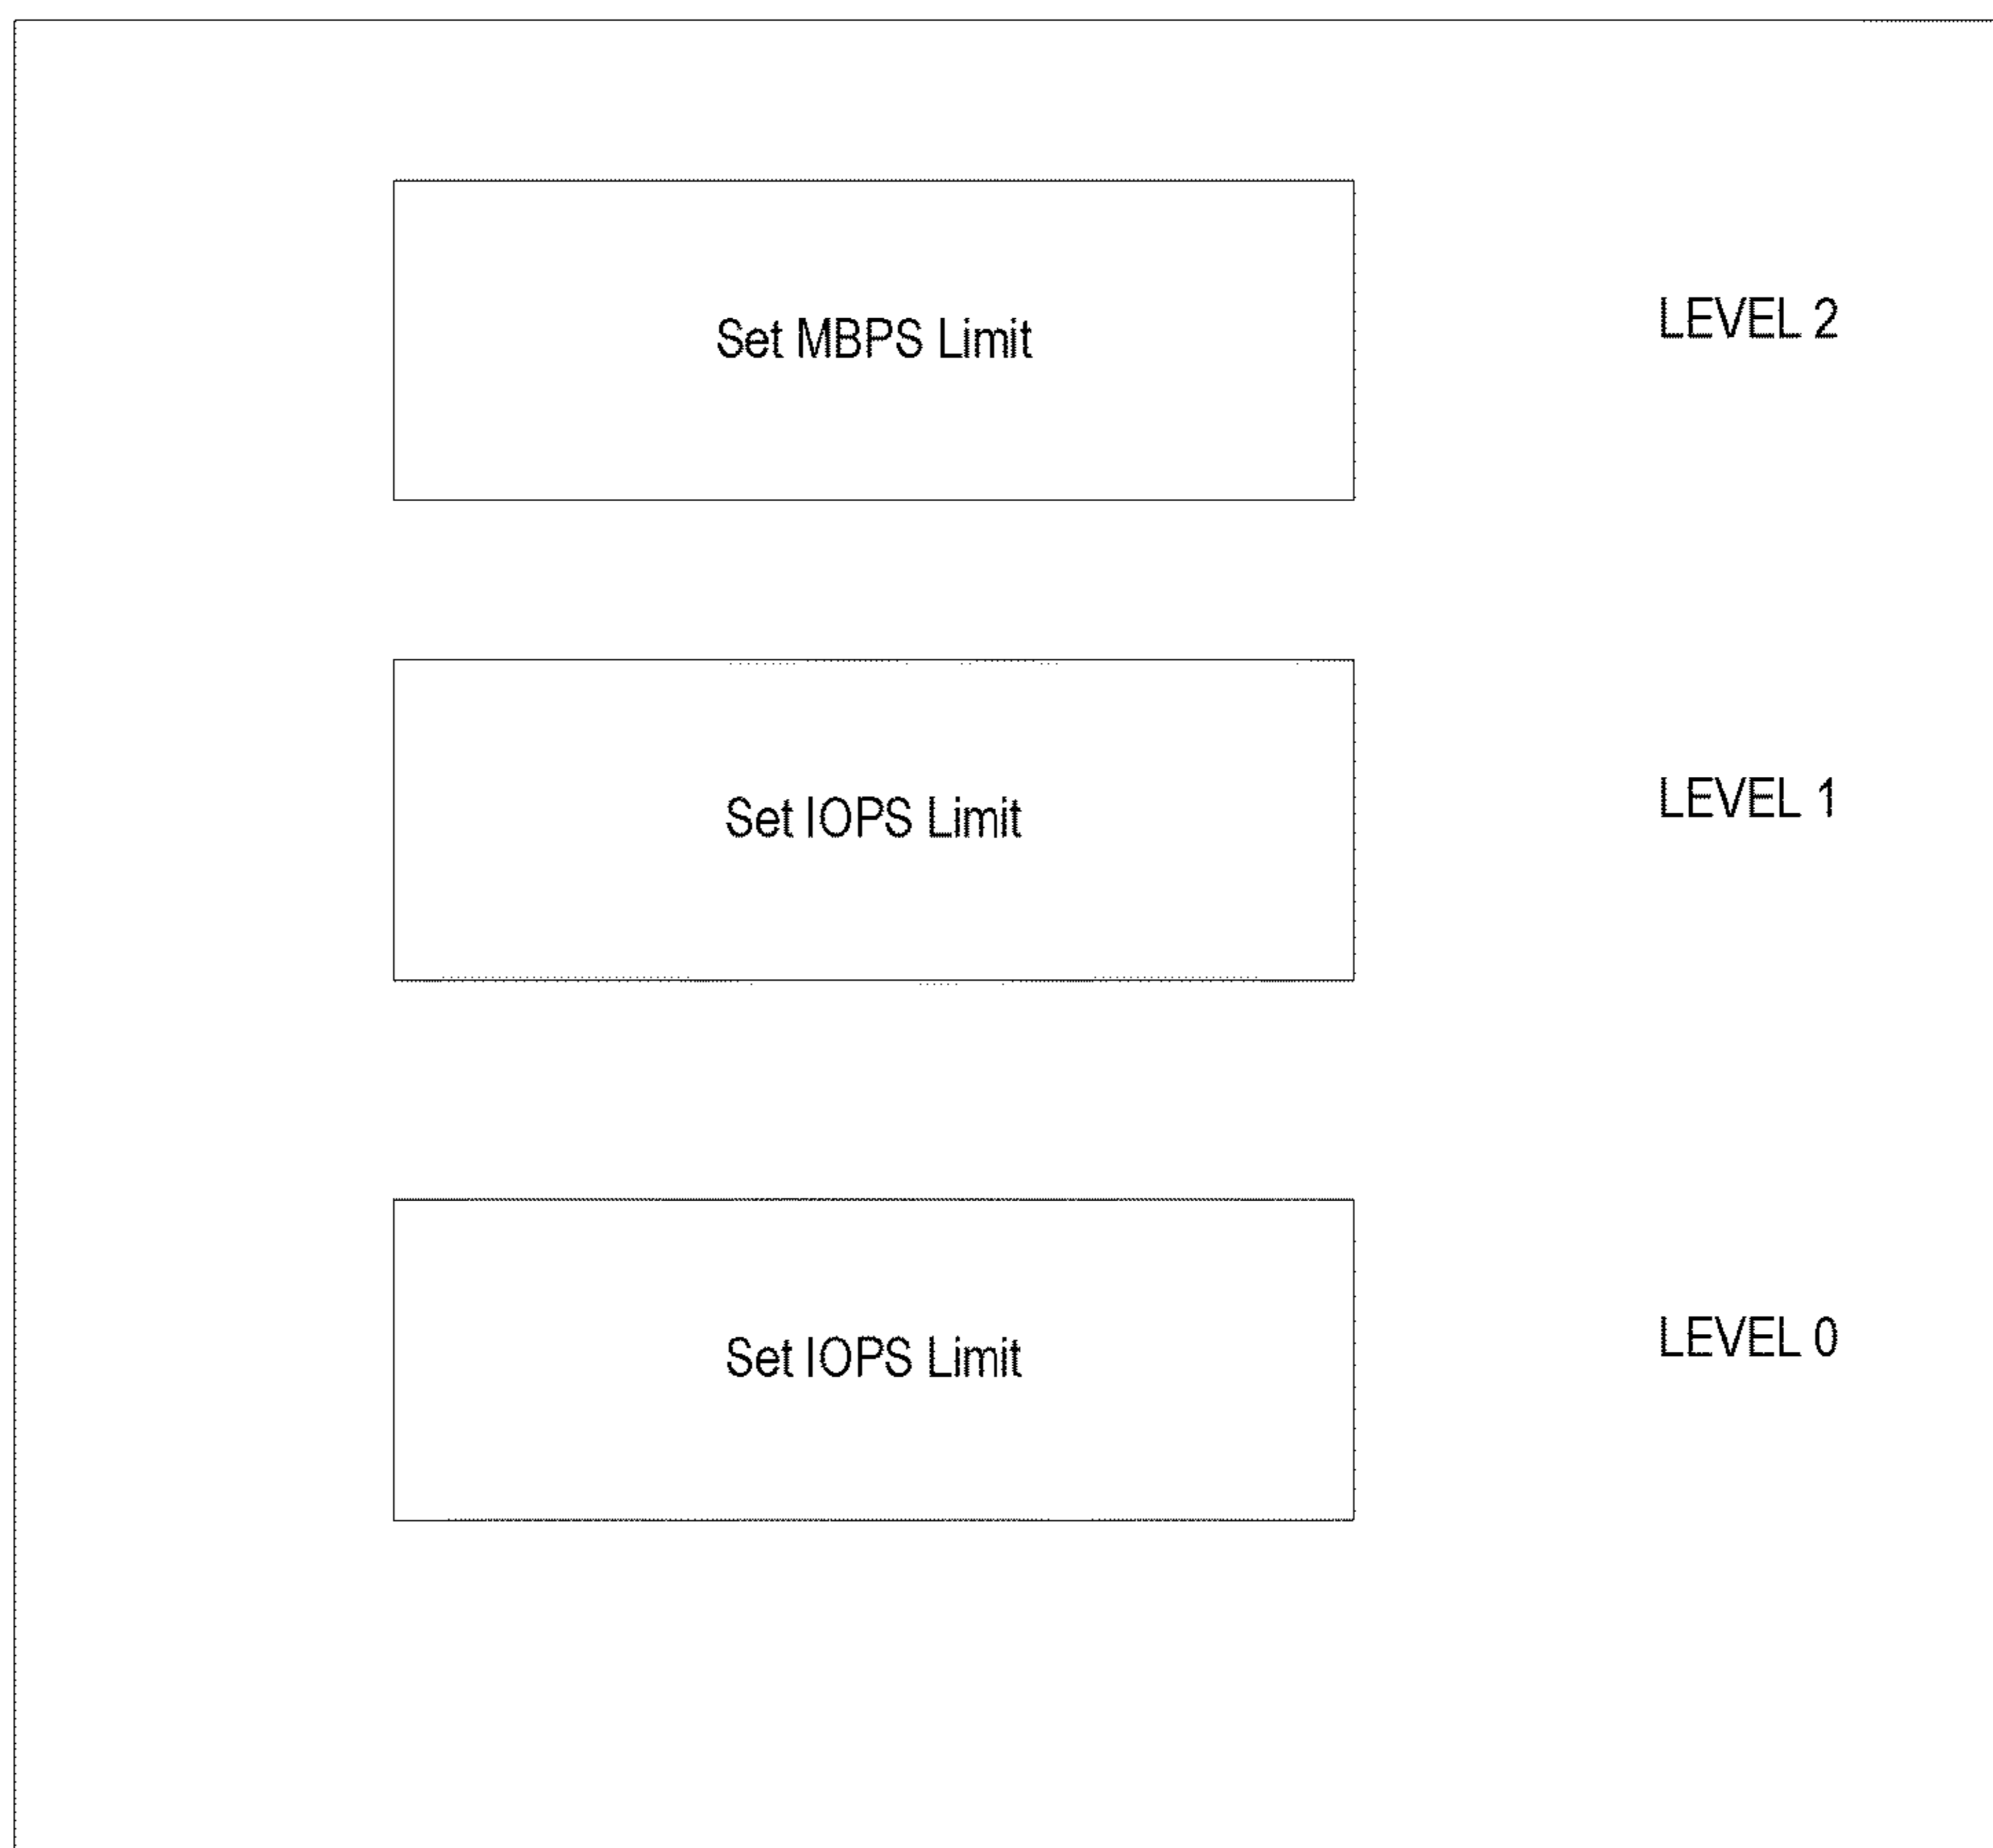 Set MBPS Limit
LEVEL 2
Set IOPS Limit
LEVEL 1
Set IOPS Limit
LEVEL 0